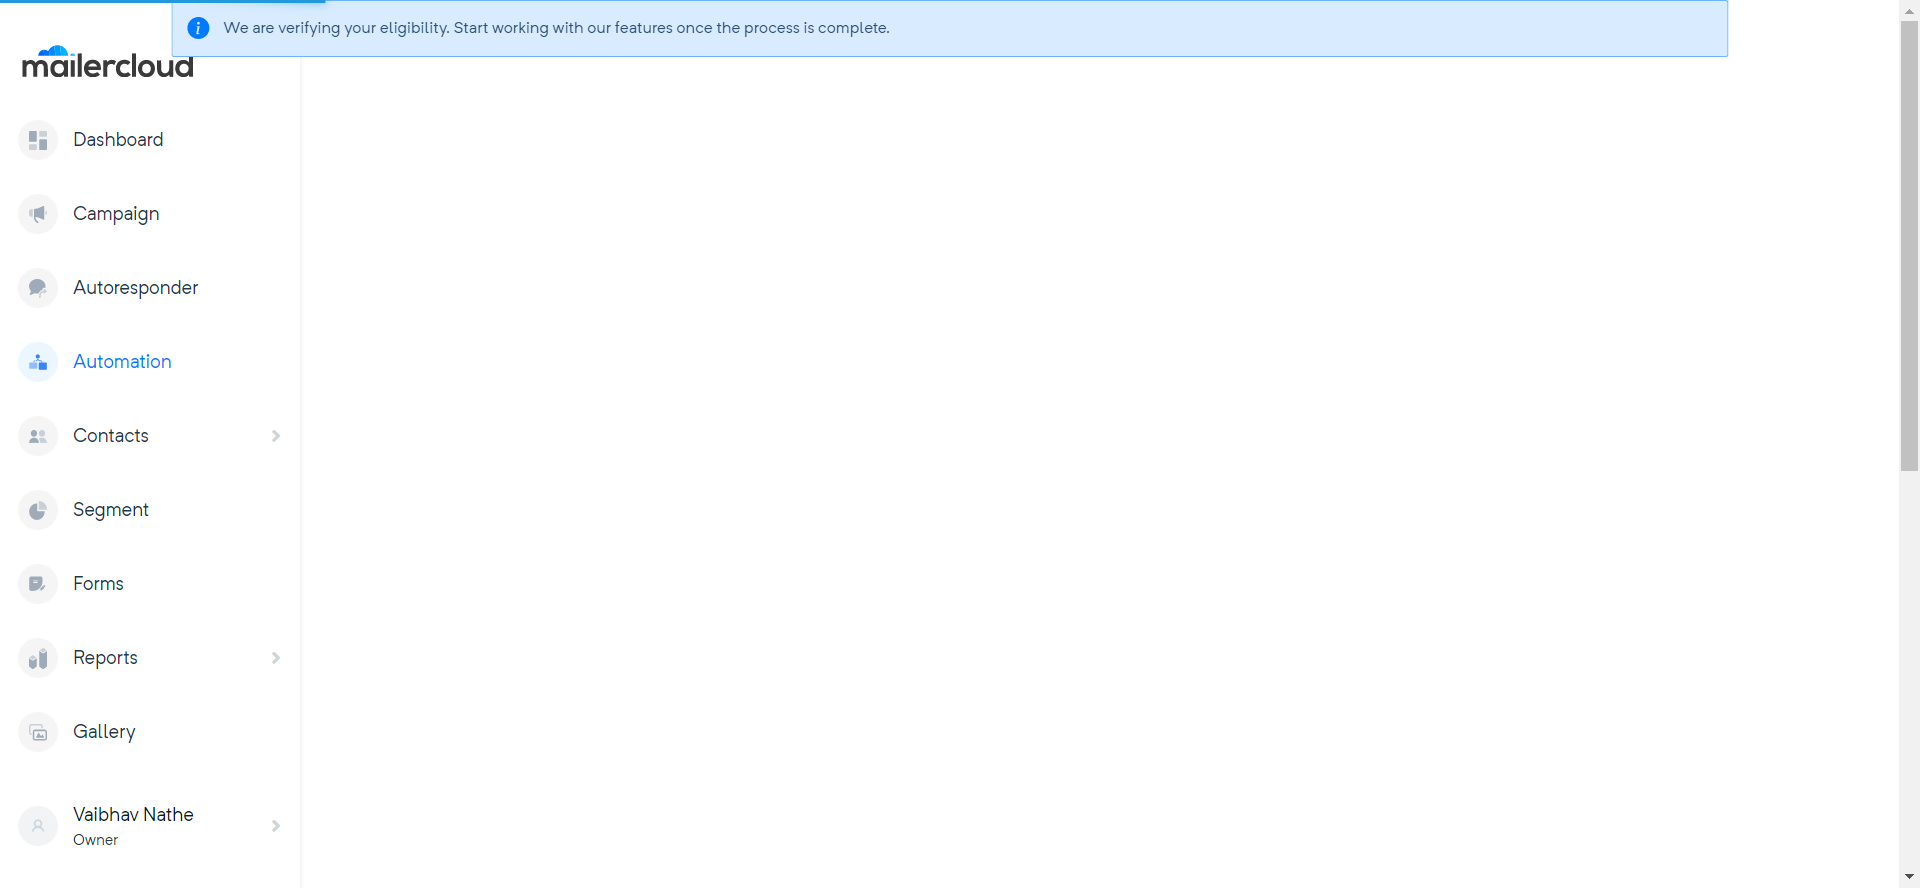 We are verifying your eligibility. Start working with our features once the process is complete.
mailercloud
Dashboard
Campaign
Autoresponder
Automation
Contacts
Segment
Forms
Reports
Gallery
Vaibhav Nathe
Owner